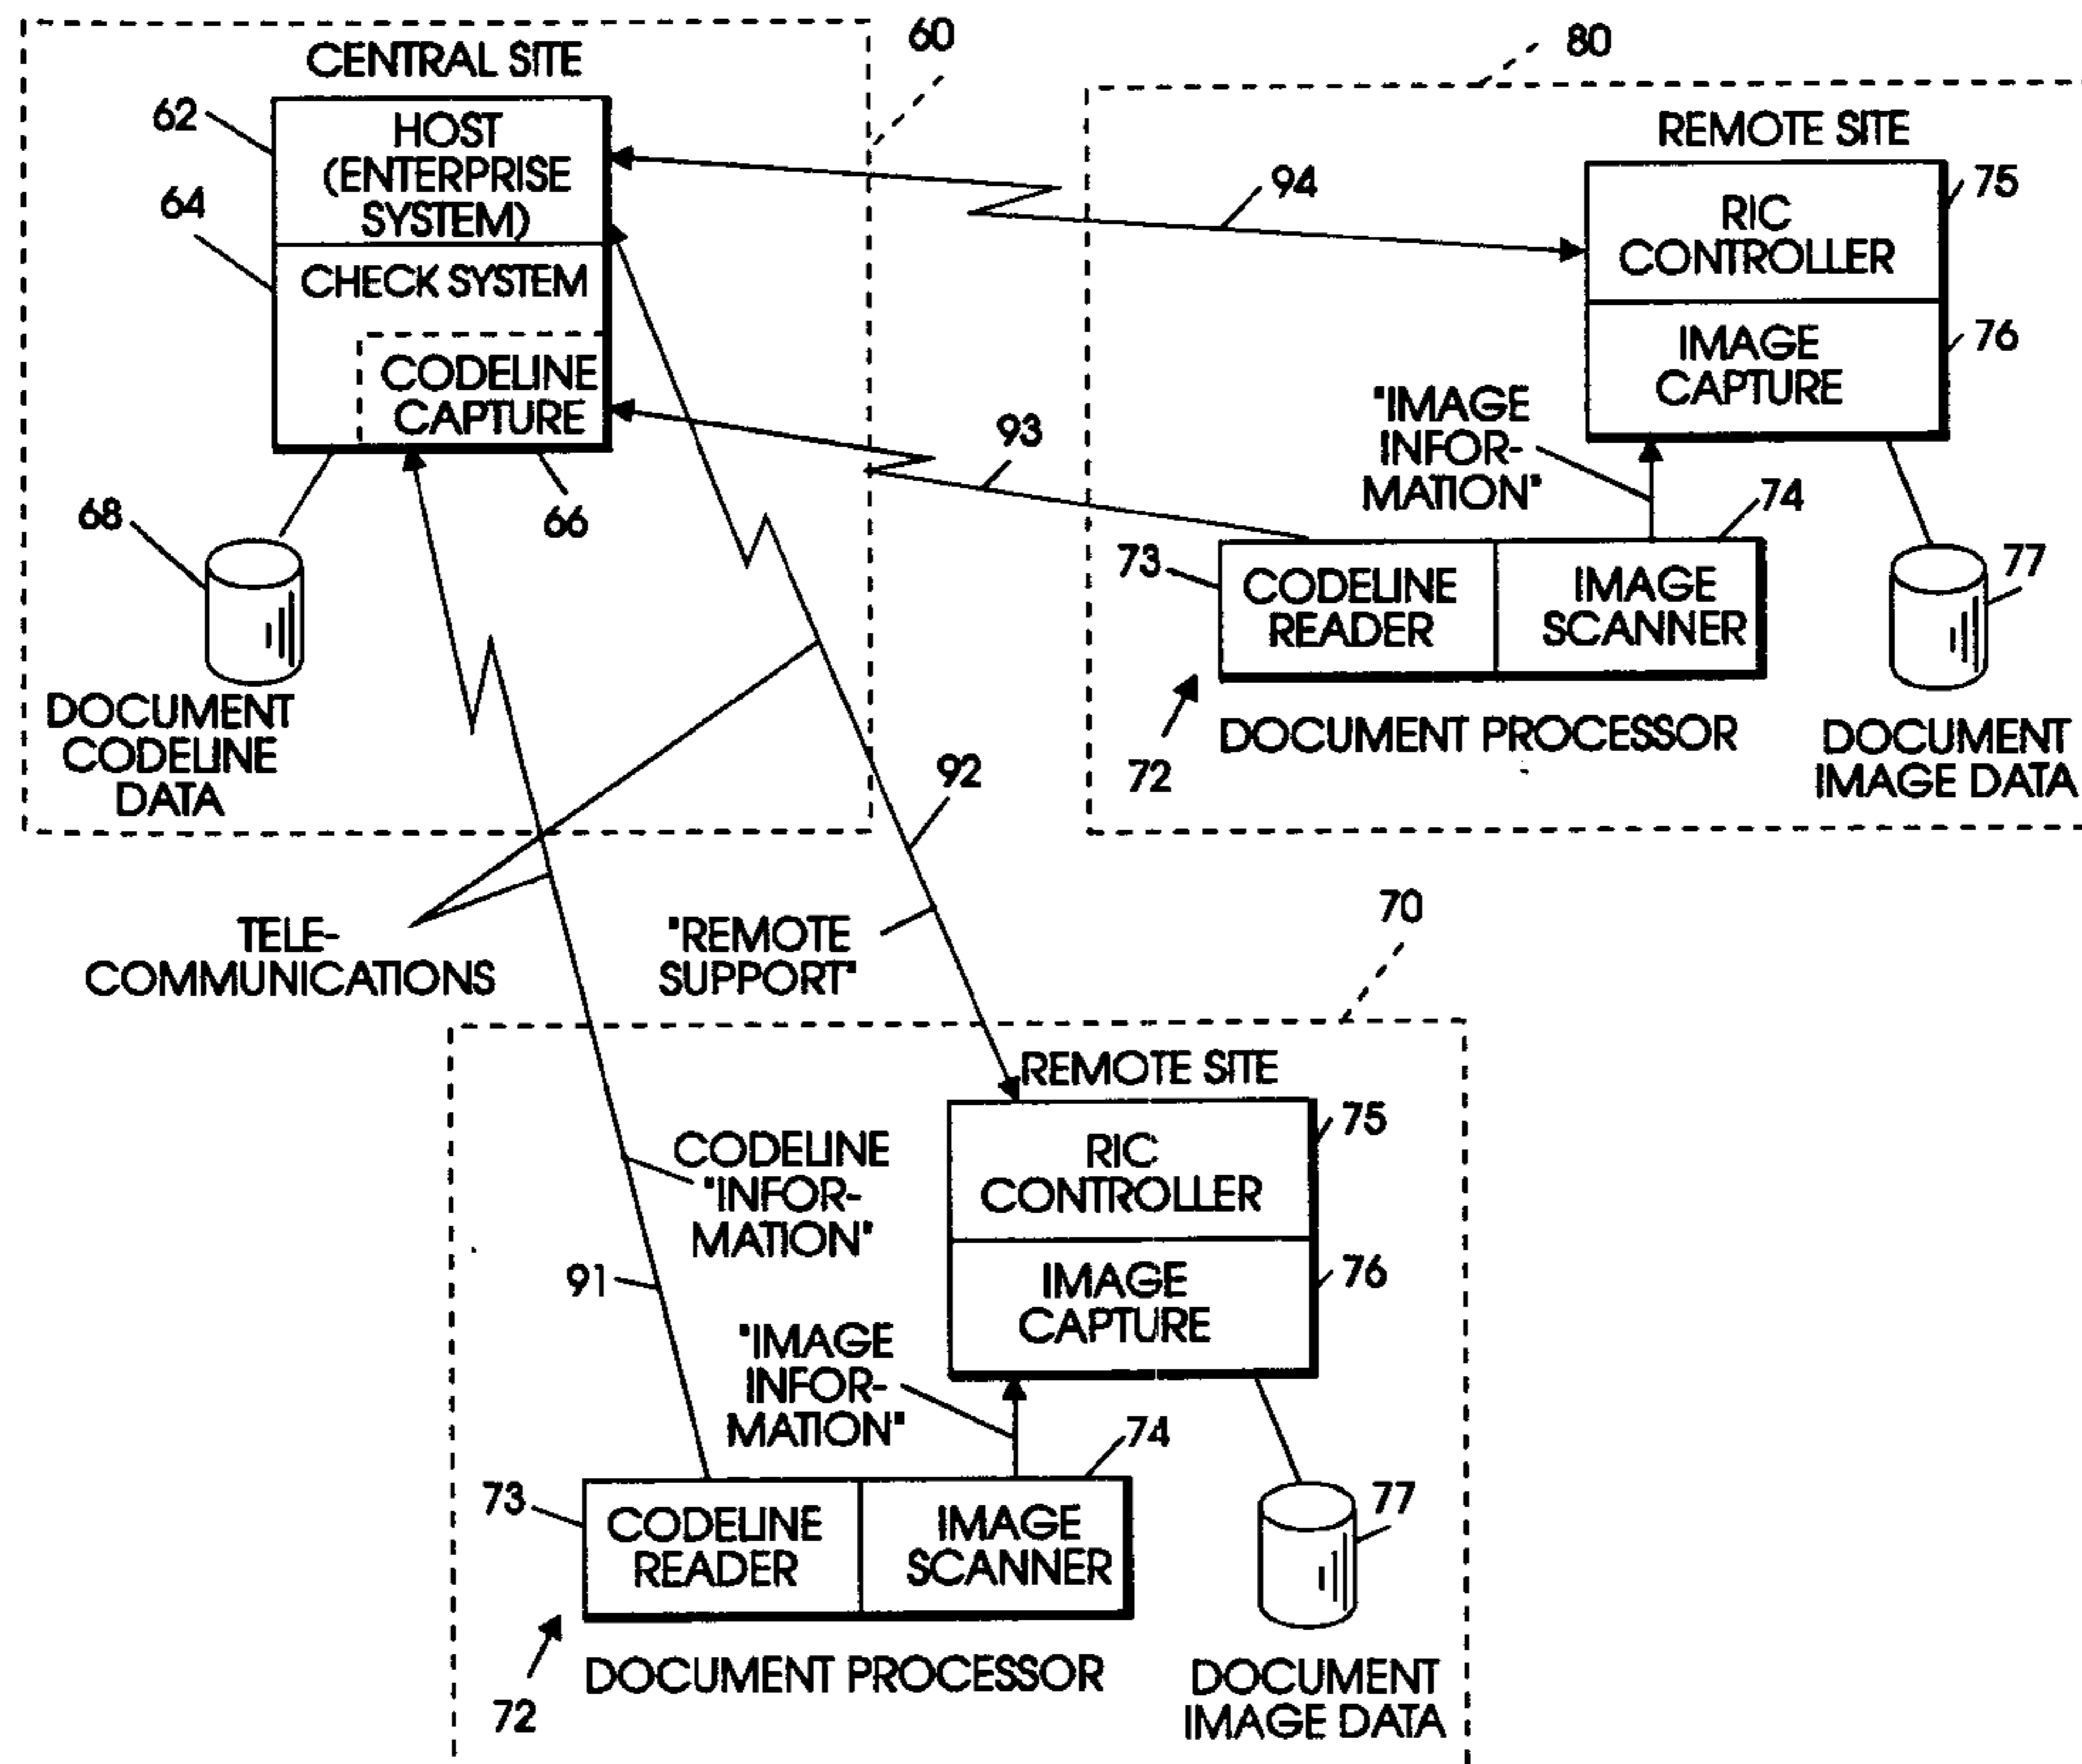 60
CENTRAL SITE
62
HOST
(ENTERPRISE
SYSTEM)
64
CHECK SYSTEM
CODELINE
CAPTURE
66
68
DOCUMENT
CODELINE
DATA
80
REMOTE SITE
94
RIC
CONTROLLER
75
IMAGE
CAPTURE
76
"IMAGE
INFOR-
MATION"
93
74
73
CODELINE
READER
IMAGE
SCANNER
77
72
DOCUMENT PROCESSOR
DOCUMENT
IMAGE DATA
92
TELE-
COMMUNICATIONS
"REMOTE
SUPPORT"
70
REMOTE SITE
RIC
CONTROLLER
75
CODELINE
"INFOR-
MATION"
91
IMAGE
CAPTURE
76
"IMAGE
INFOR-
MATION"
74
73
CODELINE
READER
IMAGE
SCANNER
77
72
DOCUMENT PROCESSOR
DOCUMENT
IMAGE DATA